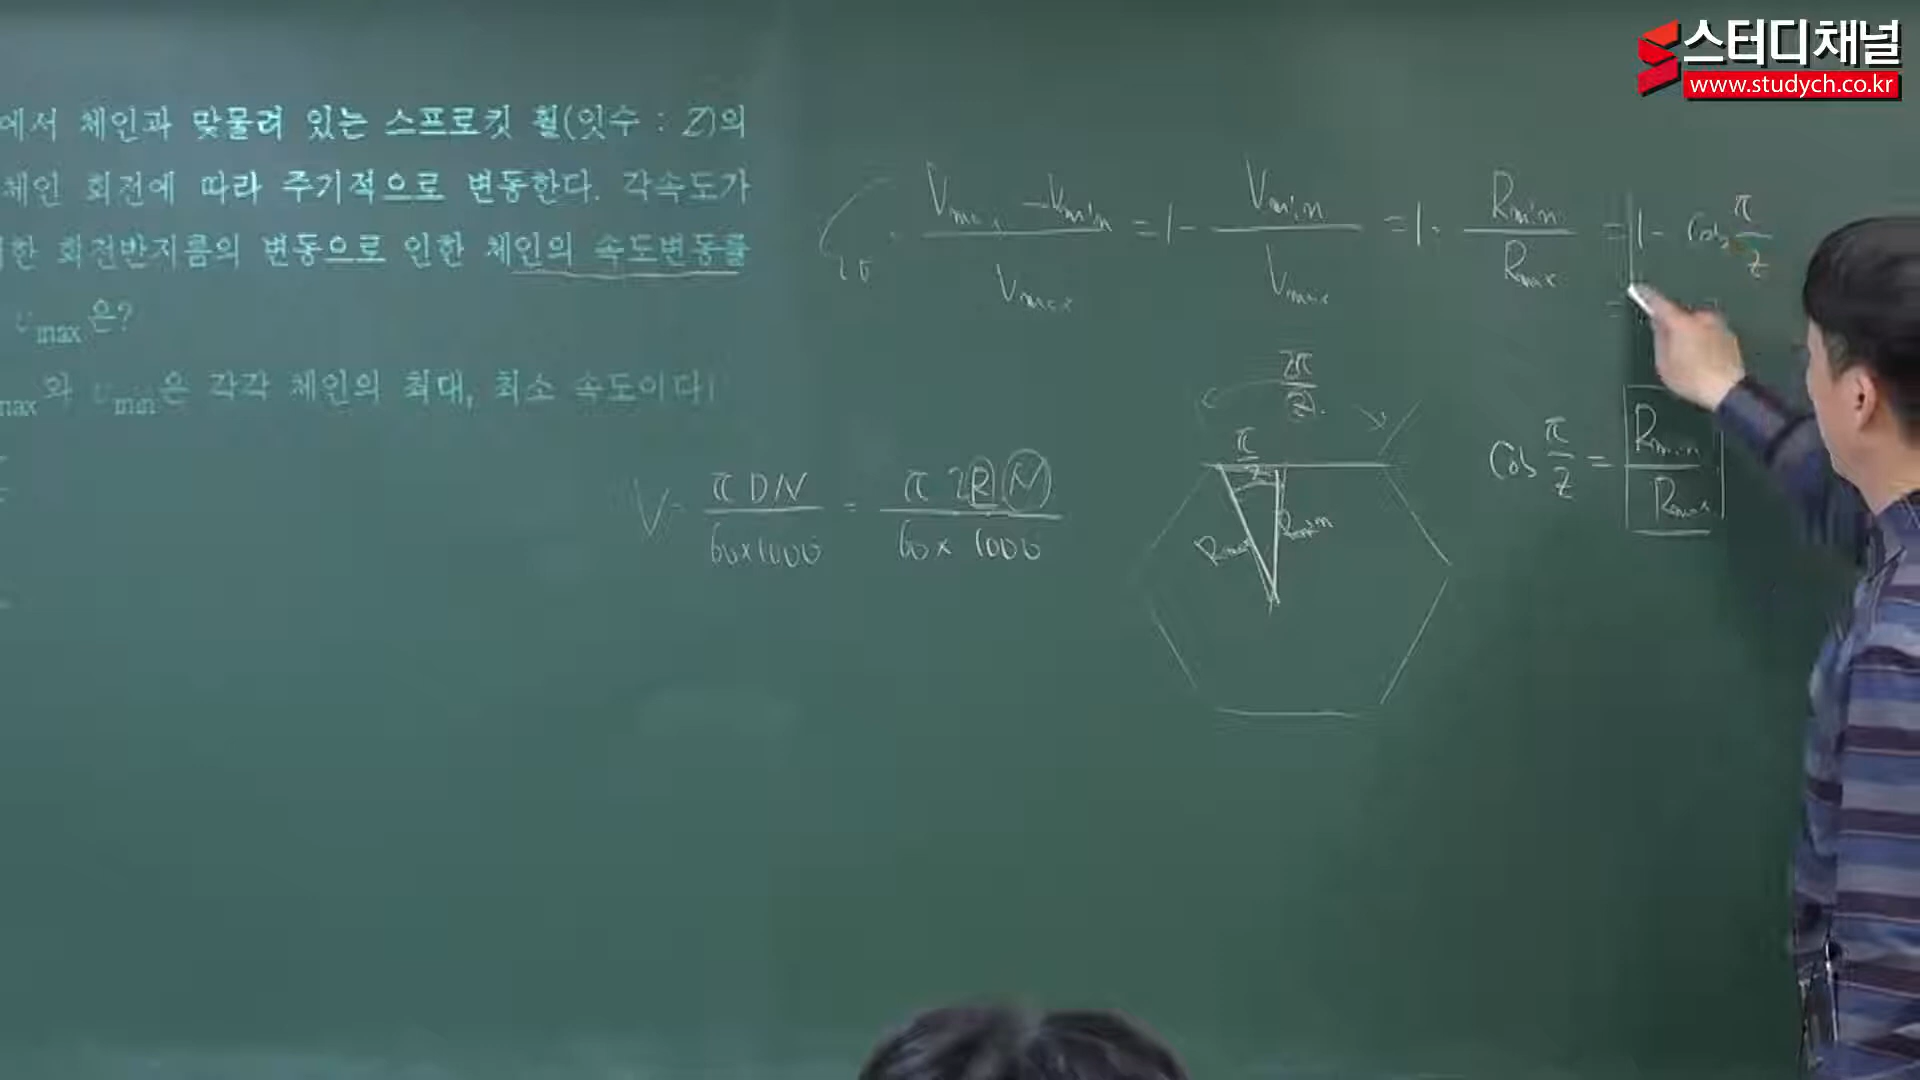 스터디채널
www.studych.co.kr
에서 체인과 맞물려 있는 스프로킷 휠(잇수 : Z)의
체인 회전에 따라 주기적으로 변동한다. 각속도가
한 회전반지름의 변동으로 인한 체인의 속도변동률
v max은?
max와 v min은 각각 체인의 최대, 최소 속도이다
Vmax - Vmin / Vmax = 1 - Vmin / Vmax = 1 - Rmin / Rmax = 1 - Cos π/z
2π/z
π/z
Rmax Rmin
Cos π/z = Rmin / Rmax
V = πDN / 60x1000 = π2RN / 60x1000